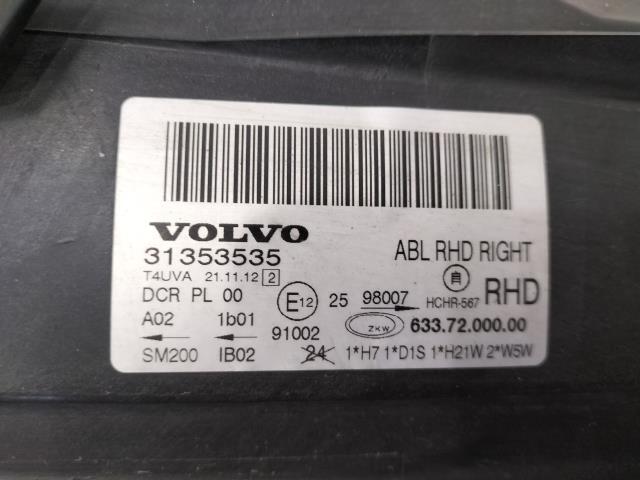 VOLVO
31353535
ABL RHD RIGHT
T4UVA 21.11.12 2
自
DCR PL 00
E12 25 98007
HCHR-567 RHD
A02 1b01
91002
ZKW 633.72.000.00
SM200 IB02 24 1*H7 1*D1S 1*H21W 2*W5W